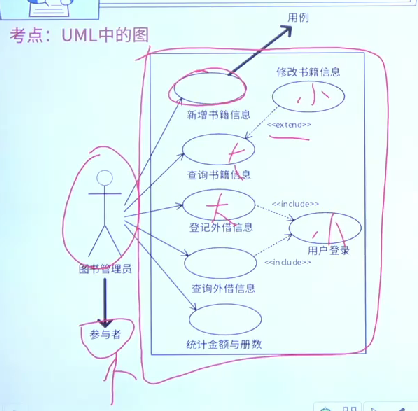 用例
考点：UML中的图
修改书籍信息
小
新增书籍信息
<<extend>>
大
查询书籍信息
大
<<include>>
登记外借信息
小
用户登录
图书管理员
<<include>>
查询外借信息
参与者
统计金额与册数